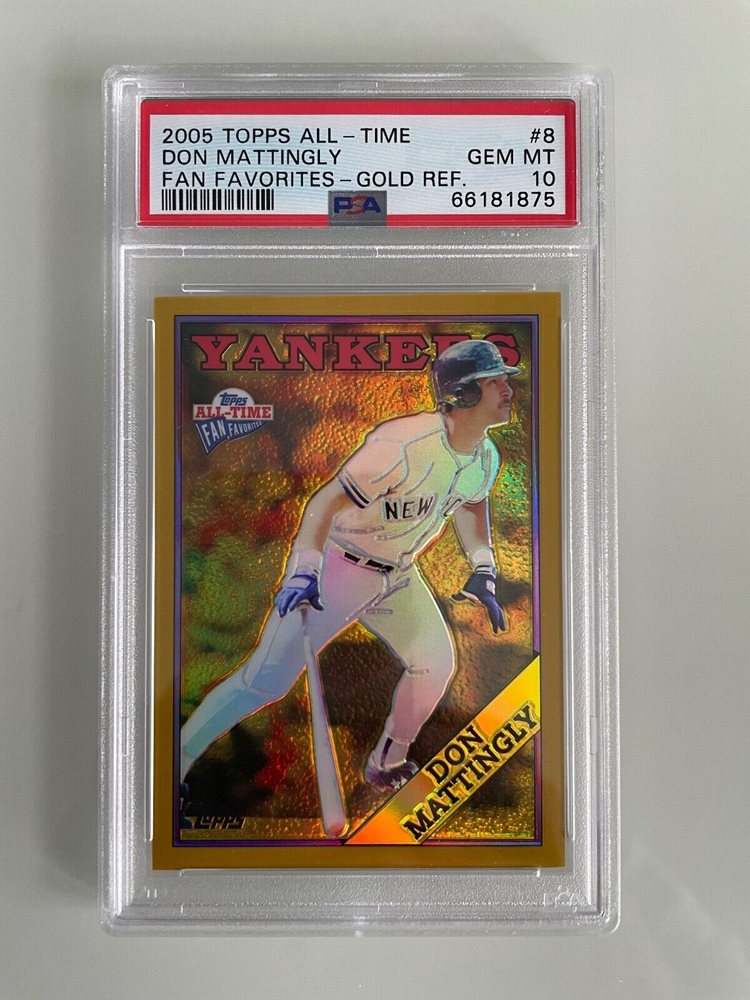 2005 TOPPS ALL-TIME #8
DON MATTINGLY GEM MT
FAN FAVORITES-GOLD REF. 10
PSA 66181875
YANKEES
topps
ALL-TIME
FAN FAVORITES
NEW
DON
MATTINGLY
TOPPS